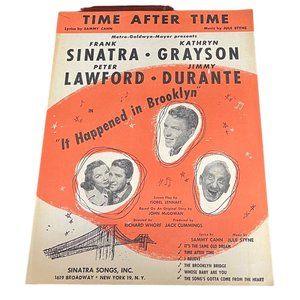 TIME AFTER TIME
Lyrics by SAMMY CAHN Music by JULE STYNE
Metro-Goldwyn-Mayer presents
FRANK KATHRYN
SINATRA · GRAYSON
PETER JIMMY
LAWFORD · DURANTE
IN
"It Happened in Brooklyn"
Screen Play by
ISOBEL LENNART
Based On an Original Story by
JOHN McGOWAN
Directed by Produced by
RICHARD WHORF JACK CUMMINGS
Lyrics by Music by
SAMMY CAHN JULE STYNE
IT'S THE SAME OLD DREAM
TIME AFTER TIME
I BELIEVE
THE BROOKLYN BRIDGE
WHOSE BABY ARE YOU
THE SONG'S GOTTA COME FROM THE HEART
SINATRA SONGS, INC.
1619 BROADWAY · NEW YORK 19, N. Y.